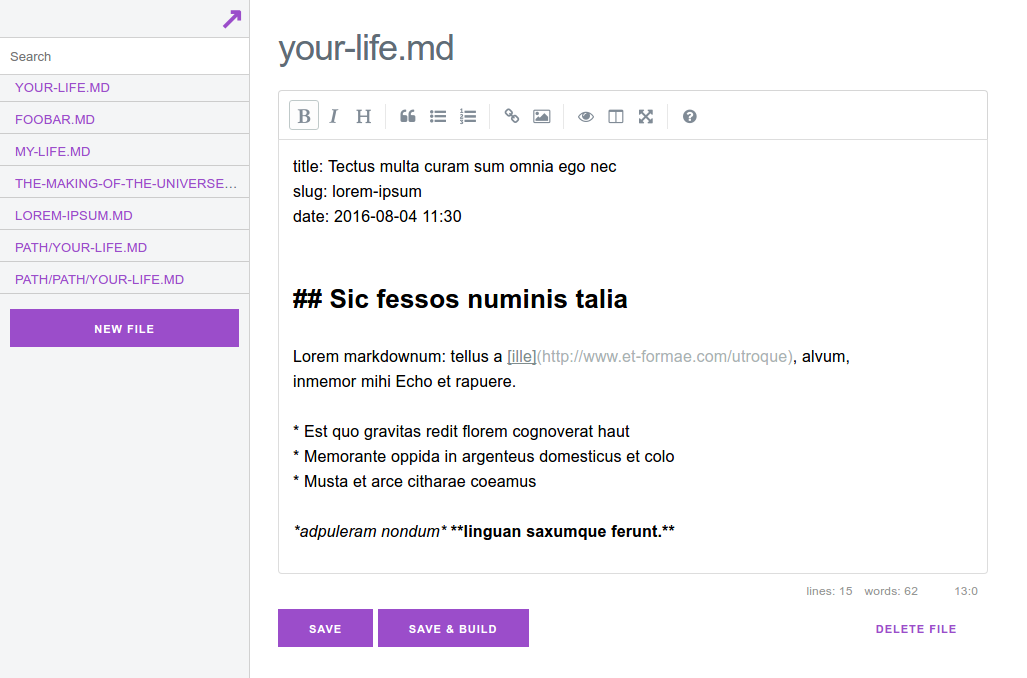 Search
YOUR-LIFE.MD
FOOBAR.MD
MY-LIFE.MD
THE-MAKING-OF-THE-UNIVERSE...
LOREM-IPSUM.MD
PATH/YOUR-LIFE.MD
PATH/PATH/YOUR-LIFE.MD
NEW FILE
your-life.md
B I H
title: Tectus multa curam sum omnia ego nec
slug: lorem-ipsum
date: 2016-08-04 11:30
## Sic fessos numinis talia
Lorem markdownum: tellus a [ille](http://www.et-formae.com/utroque), alvum,
inmemor mihi Echo et rapuere.
* Est quo gravitas redit florem cognoverat haut
* Memorante oppida in argenteus domesticus et colo
* Musta et arce citharae coeamus
*adpuleram nondum* **linguan saxumque ferunt.**
lines: 15 words: 62 13:0
SAVE SAVE & BUILD DELETE FILE